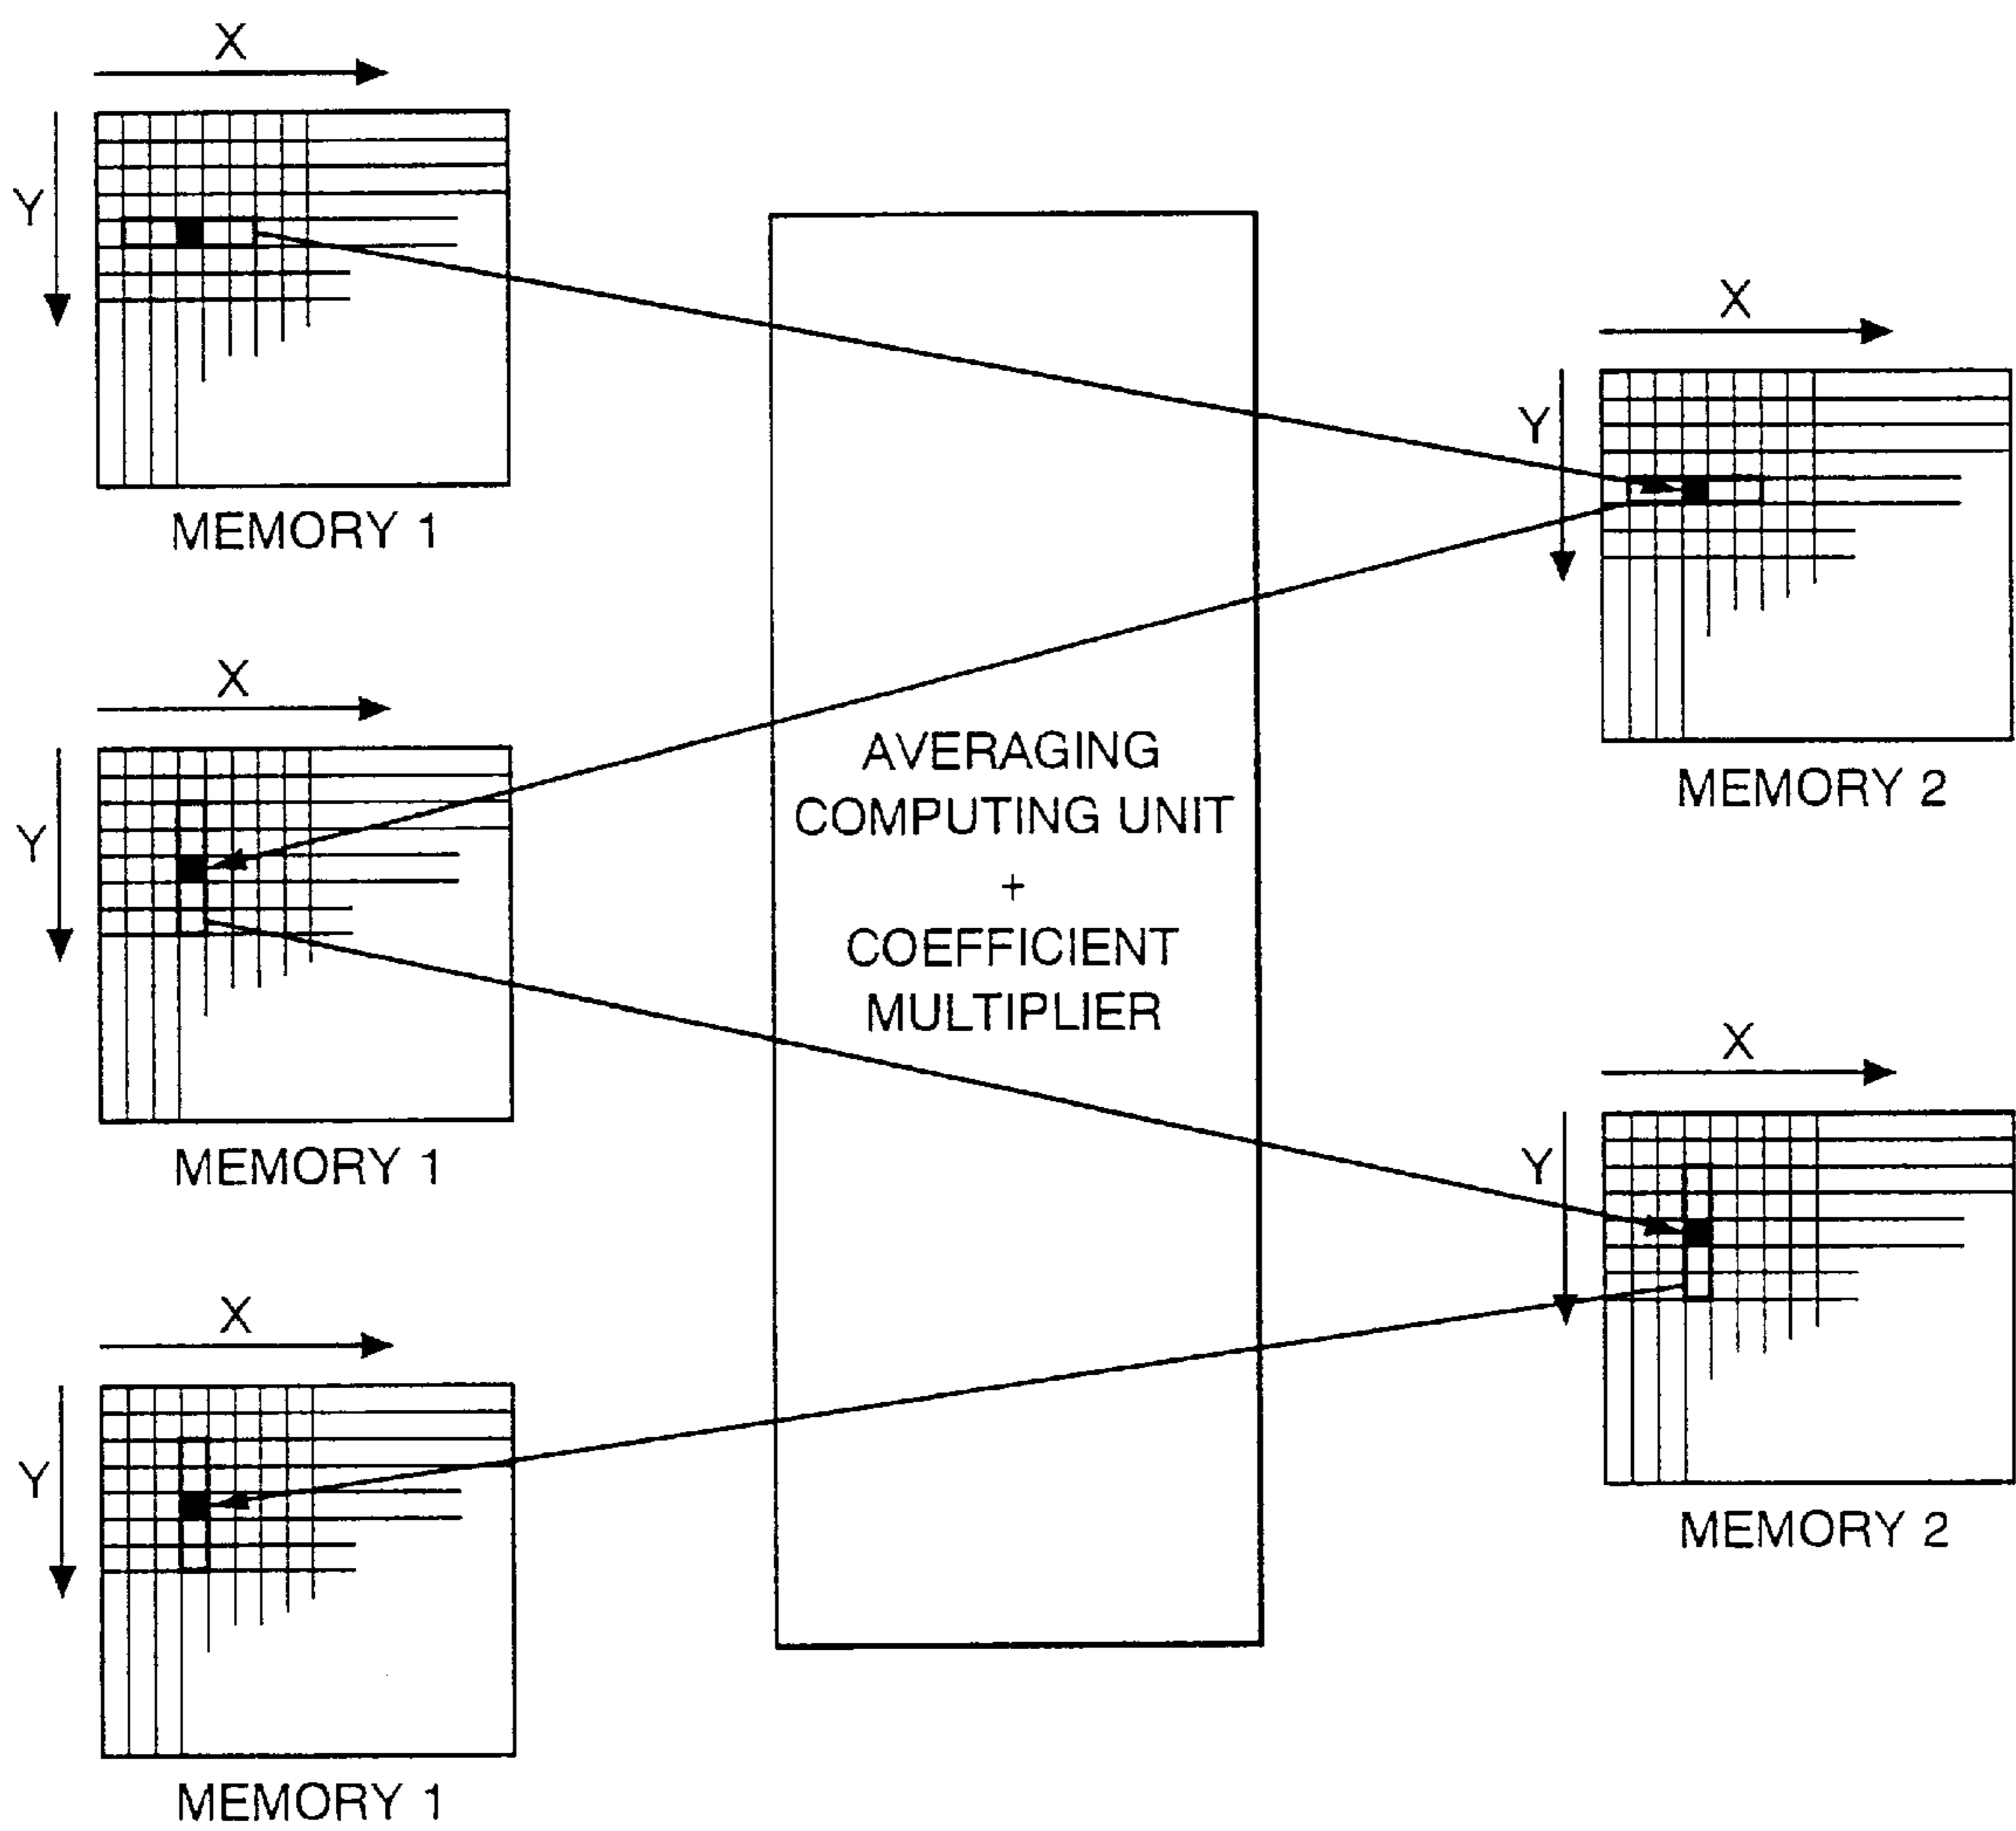 X
Y
MEMORY 1
X
Y
MEMORY 2
X
Y
MEMORY 1
AVERAGING
COMPUTING UNIT
+
COEFFICIENT
MULTIPLIER
X
Y
MEMORY 2
X
Y
MEMORY 1